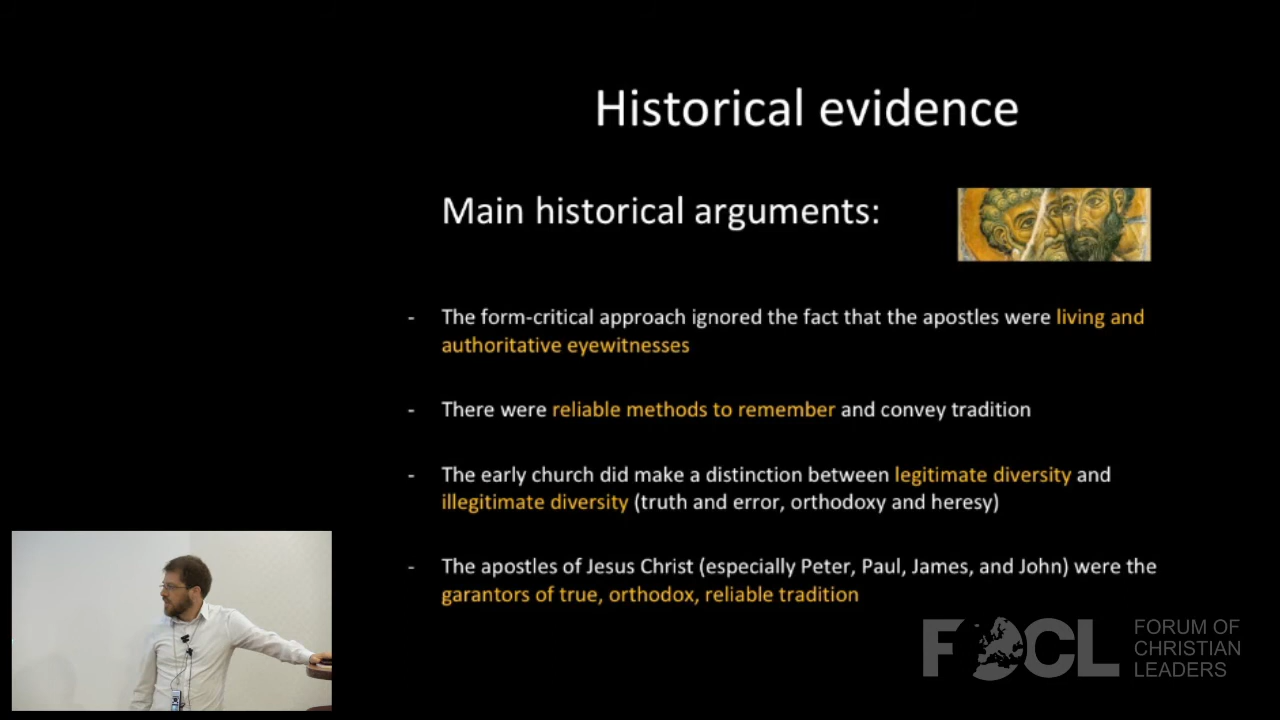 Historical evidence
Main historical arguments:
- The form-critical approach ignored the fact that the apostles were living and
authoritative eyewitnesses
- There were reliable methods to remember and convey tradition
- The early church did make a distinction between legitimate diversity and
illegitimate diversity (truth and error, orthodoxy and heresy)
- The apostles of Jesus Christ (especially Peter, Paul, James, and John) were the
garantors of true, orthodox, reliable tradition
FOCL
FORUM OF
CHRISTIAN
LEADERS